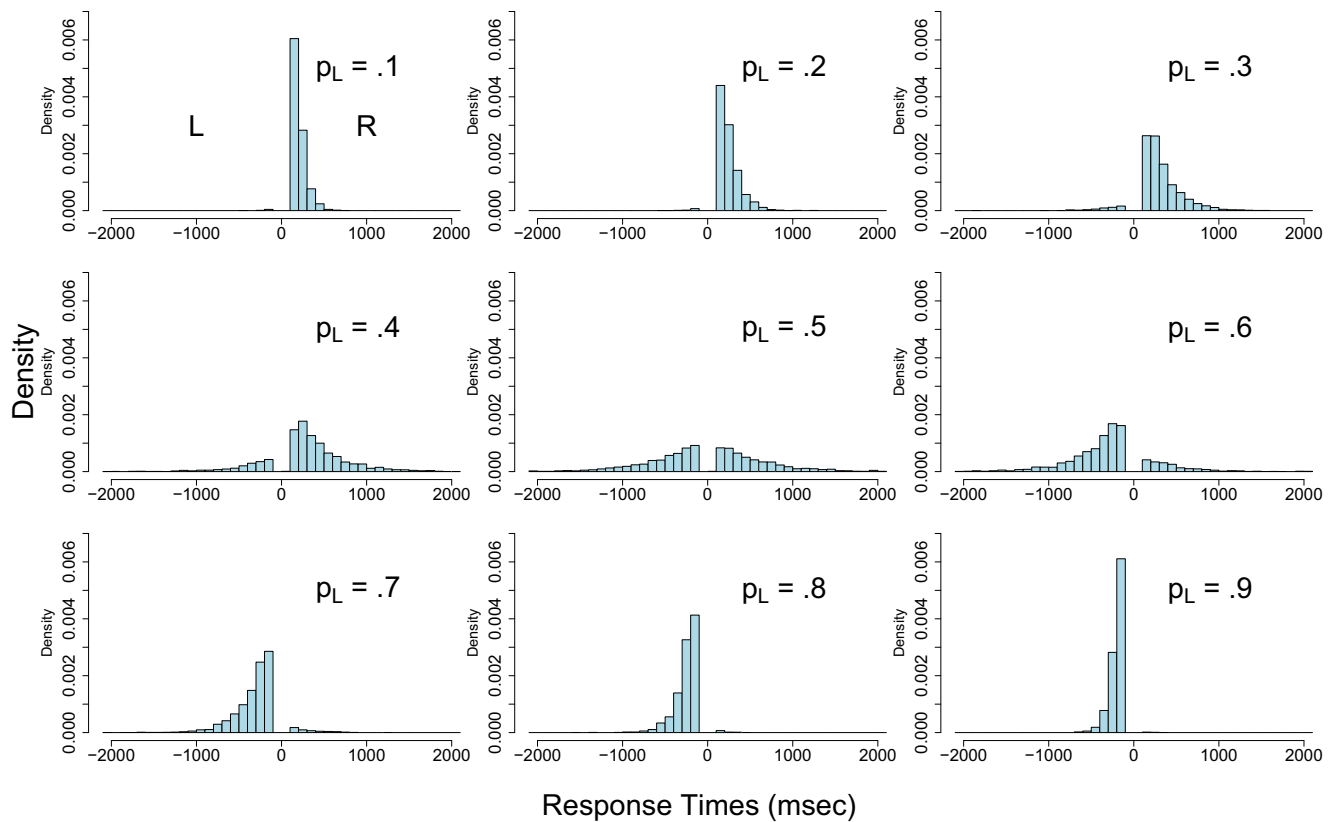 0.000 0.002 0.004 0.006
Density
p_L = .1
L R
−2000 −1000 0 1000 2000
0.000 0.002 0.004 0.006
Density
p_L = .2
−2000 −1000 0 1000 2000
0.000 0.002 0.004 0.006
Density
p_L = .3
−2000 −1000 0 1000 2000
Density
0.000 0.002 0.004 0.006
Density
p_L = .4
−2000 −1000 0 1000 2000
0.000 0.002 0.004 0.006
Density
p_L = .5
−2000 −1000 0 1000 2000
0.000 0.002 0.004 0.006
Density
p_L = .6
−2000 −1000 0 1000 2000
0.000 0.002 0.004 0.006
Density
p_L = .7
−2000 −1000 0 1000 2000
0.000 0.002 0.004 0.006
Density
p_L = .8
−2000 −1000 0 1000 2000
0.000 0.002 0.004 0.006
Density
p_L = .9
−2000 −1000 0 1000 2000
Response Times (msec)